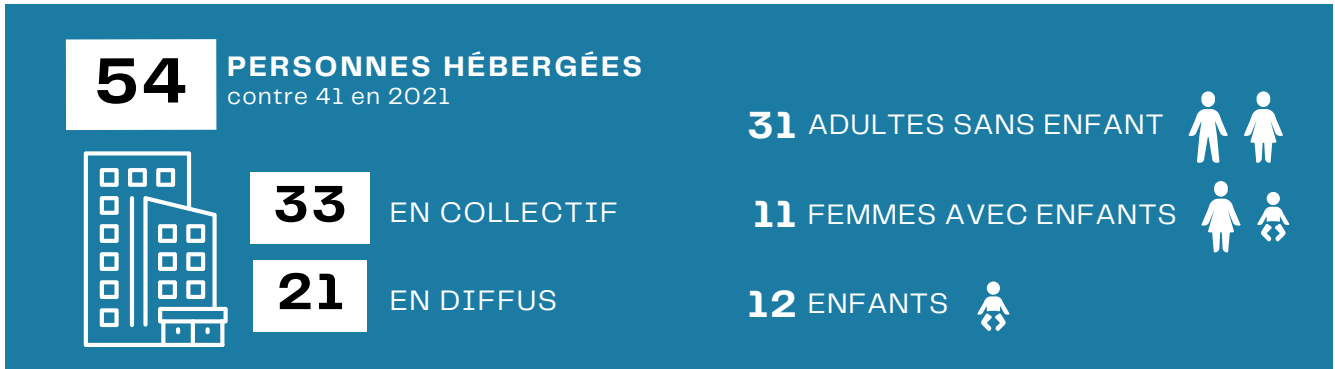 54 PERSONNES HÉBERGÉES
contre 41 en 2021
33 EN COLLECTIF
21 EN DIFFUS
31 ADULTES SANS ENFANT
11 FEMMES AVEC ENFANTS
12 ENFANTS